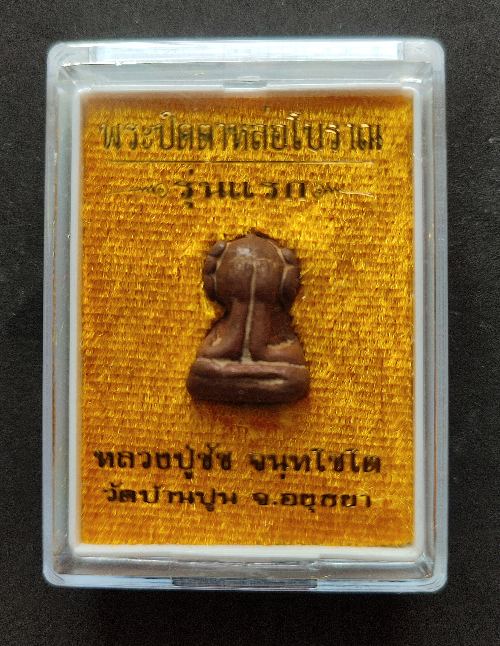 พระปิดตาหล่อโบราณ
รุ่นแรก
หลวงปู่ชัช จนฺทโชโต
วัดบ้านปูน จ.อยุธยา